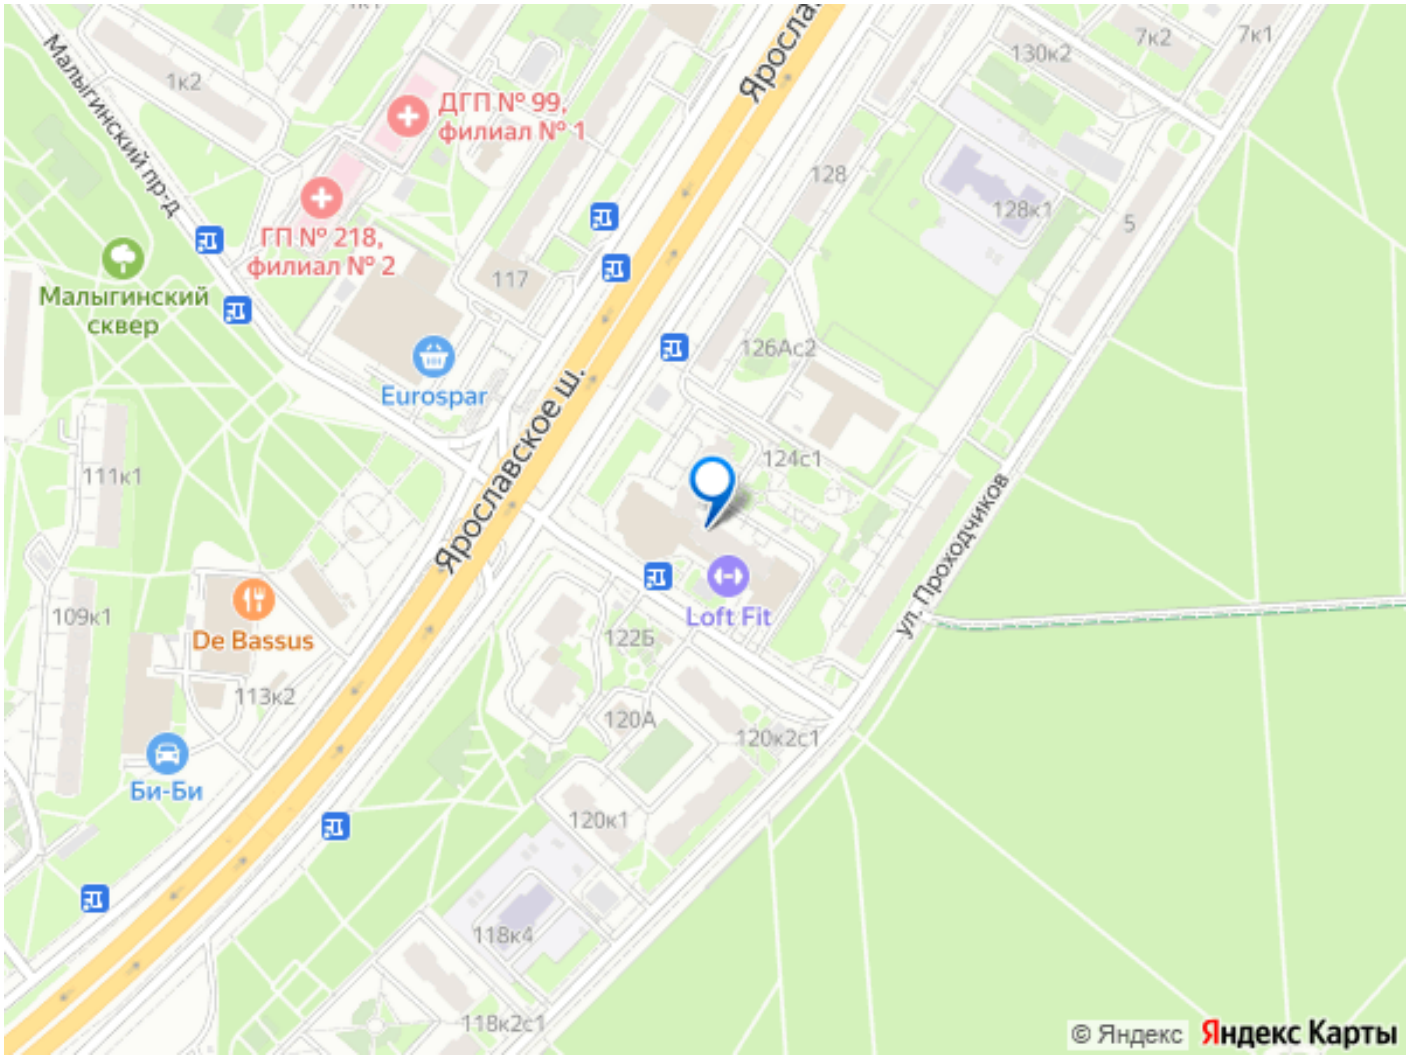 1к1
7к2
7к1
Яросла
130к2
Малыгинский пр-д
1к2
ДГП № 99,
филиал № 1
128
128к1
5
ГП № 218,
филиал № 2
117
Малыгинский
сквер
126Ас2
Eurospar
Ярославское ш.
124с1
111к1
ул. Проходчиков
Loft Fit
109к1
De Bassus
122Б
113к2
120А
120к2с1
Би-Би
120к1
118к4
118к2с1
© Яндекс
Яндекс Карты